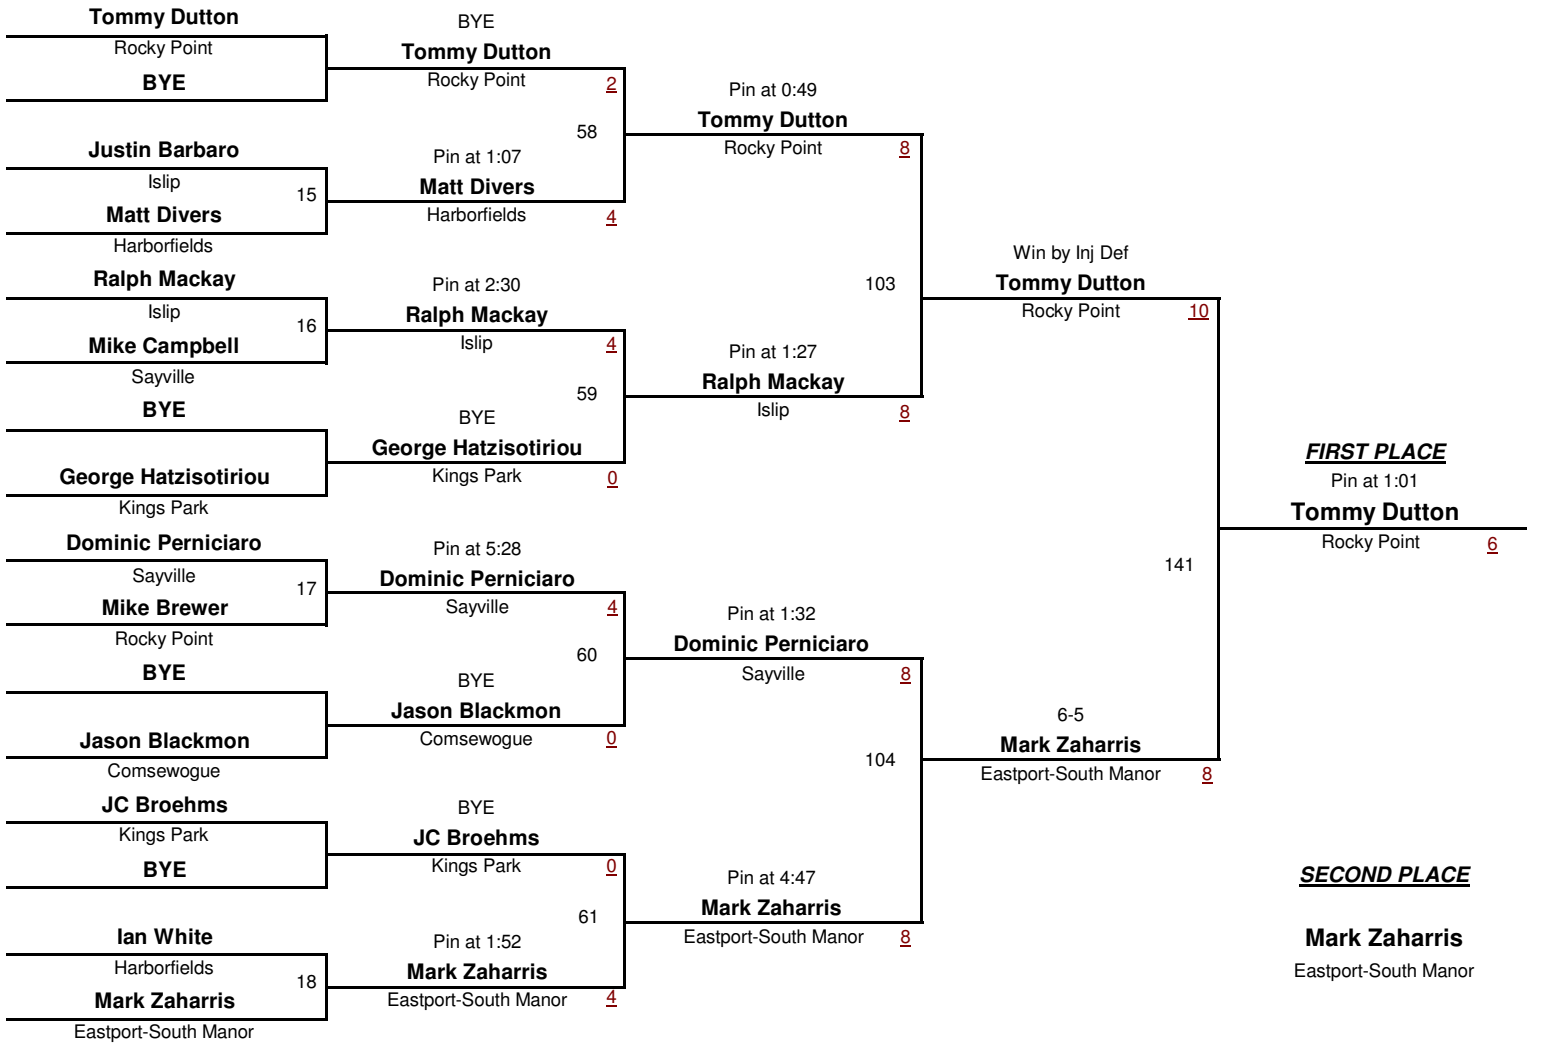 Tommy Dutton
Rocky Point
BYE
Justin Barbaro
Islip
15
Matt Divers
Harborfields
Ralph Mackay
Islip
16
Mike Campbell
Sayville
BYE
George Hatzisotiriou
Kings Park
Dominic Perniciaro
Sayville
17
Mike Brewer
Rocky Point
BYE
Jason Blackmon
Comsewogue
JC Broehms
Kings Park
BYE
Ian White
Harborfields
18
Mark Zaharris
Eastport-South Manor
BYE
Tommy Dutton
Rocky Point 2
58
Pin at 1:07
Matt Divers
Harborfields 4
Pin at 2:30
Ralph Mackay
Islip 4
59
BYE
George Hatzisotiriou
Kings Park 0
Pin at 5:28
Dominic Perniciaro
Sayville 4
60
BYE
Jason Blackmon
Comsewogue 0
BYE
JC Broehms
Kings Park 0
61
Pin at 1:52
Mark Zaharris
Eastport-South Manor 4
Pin at 0:49
Tommy Dutton
Rocky Point 8
103
Pin at 1:27
Ralph Mackay
Islip 8
Pin at 1:32
Dominic Perniciaro
Sayville 8
104
Pin at 4:47
Mark Zaharris
Eastport-South Manor 8
Win by Inj Def
Tommy Dutton
Rocky Point 10
141
6-5
Mark Zaharris
Eastport-South Manor 8
FIRST PLACE
Pin at 1:01
Tommy Dutton
Rocky Point 6
SECOND PLACE
Mark Zaharris
Eastport-South Manor